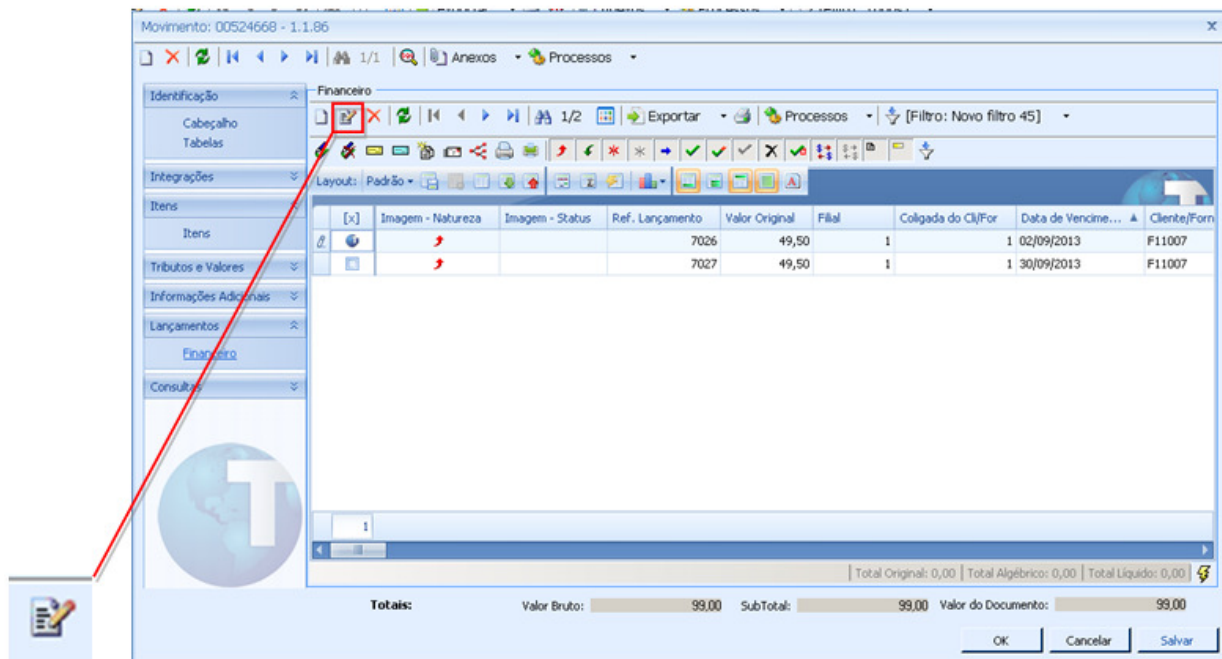 Movimento: 00524668 - 1.1.86 x
1/1 Anexos Processos
Identificação
Cabeçalho
Tabelas
Integrações
Itens
Itens
Tributos e Valores
Informações Adicionais
Lançamentos
Financeiro
Consultas
Financeiro
1/2 Exportar Processos [Filtro: Novo filtro 45]
Layout: Padrão
[x] Imagem - Natureza Imagem - Status Ref. Lançamento Valor Original Filial Coligada do Cli/For Data de Vencime... Cliente/Forn
7026 49,50 1 1 02/09/2013 F11007
7027 49,50 1 1 30/09/2013 F11007
1
Total Original: 0,00 Total Algébrico: 0,00 Total Líquido: 0,00
Totais: Valor Bruto: 99,00 SubTotal: 99,00 Valor do Documento: 99,00
OK Cancelar Salvar